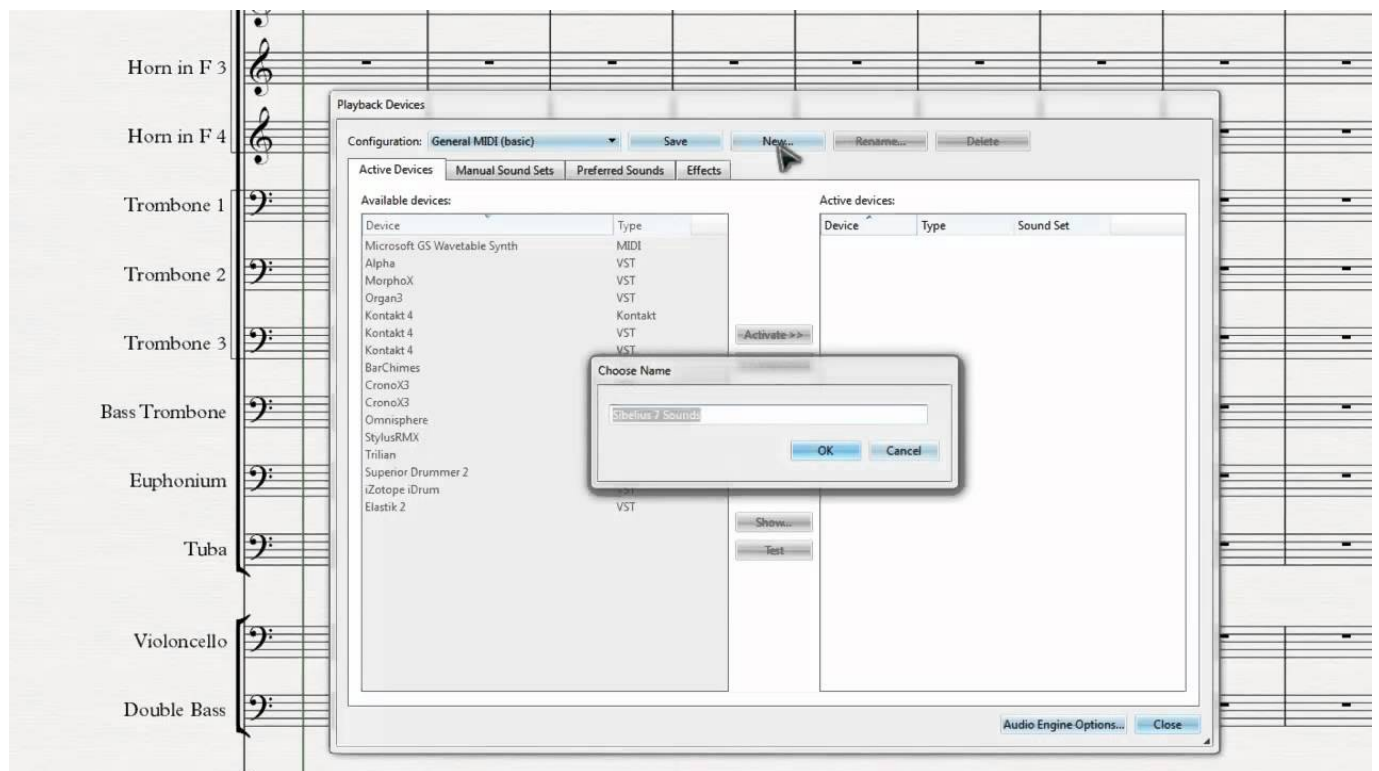 Horn in F 3
Horn in F 4
Trombone 1
Trombone 2
Trombone 3
Bass Trombone
Euphonium
Tuba
Violoncello
Double Bass
Playback Devices
Configuration: General MIDI (basic) Save New... Rename... Delete
Active Devices Manual Sound Sets Preferred Sounds Effects
Available devices:
Device Type
Microsoft GS Wavetable Synth MIDI
Alpha VST
MorphoX VST
Organ3 VST
Kontakt 4 Kontakt
Kontakt 4 VST
Kontakt 4 VST
BarChimes
CronoX3
CronoX3
Omnisphere
StylusRMX
Trilian
Superior Drummer 2
iZotope iDrum VST
Elastik 2 VST
Activate >>
Show...
Test
Active devices:
Device Type Sound Set
Choose Name
Sibelius 7 Sounds
OK Cancel
Audio Engine Options... Close